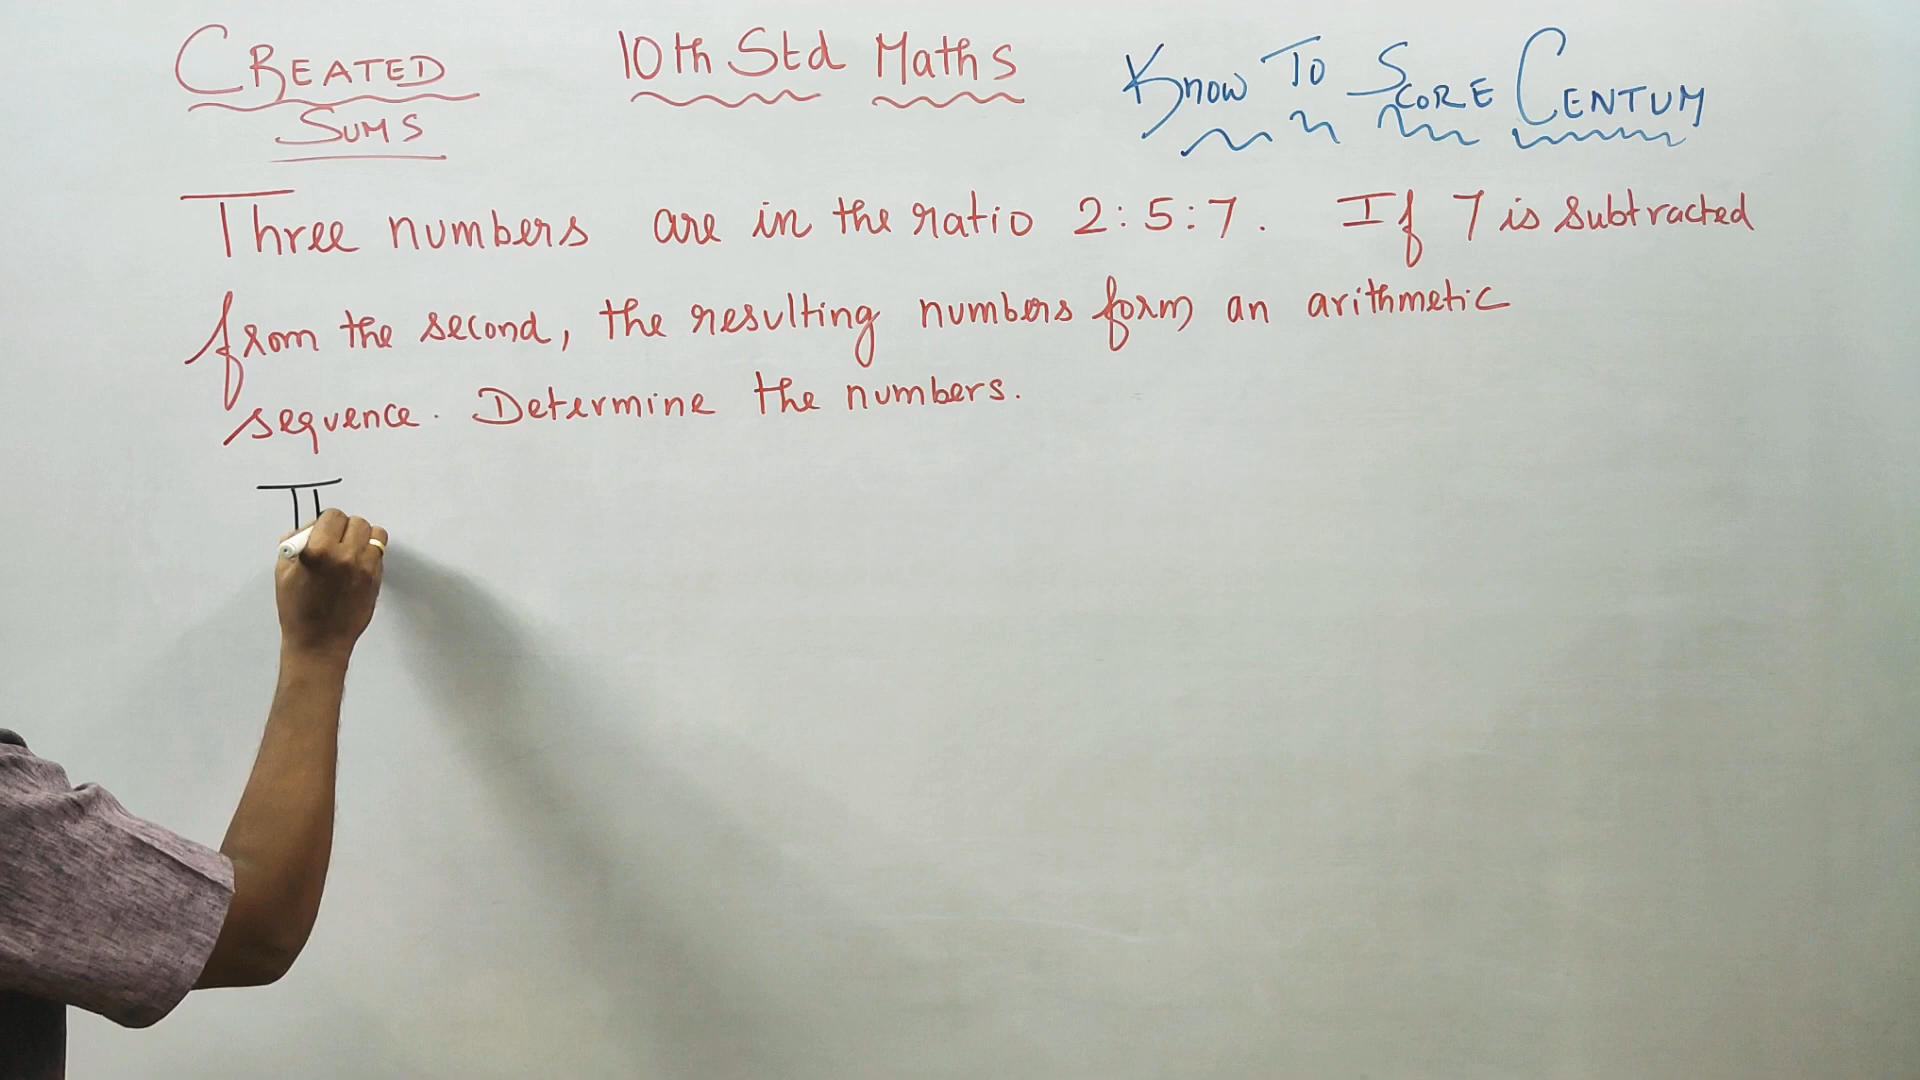 CREATED SUMS
10th Std Maths
KNOW TO SCORE CENTUM
Three numbers are in the ratio 2:5:7. If 7 is subtracted
from the second, the resulting numbers form an arithmetic
sequence. Determine the numbers.